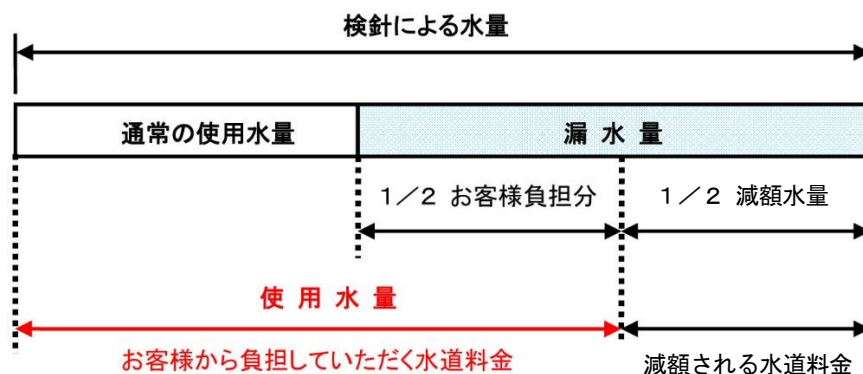 検針による水量
通常の使用水量
漏水量
1/2 お客様負担分
1/2 減額水量
使用水量
お客様から負担していただく水道料金
減額される水道料金